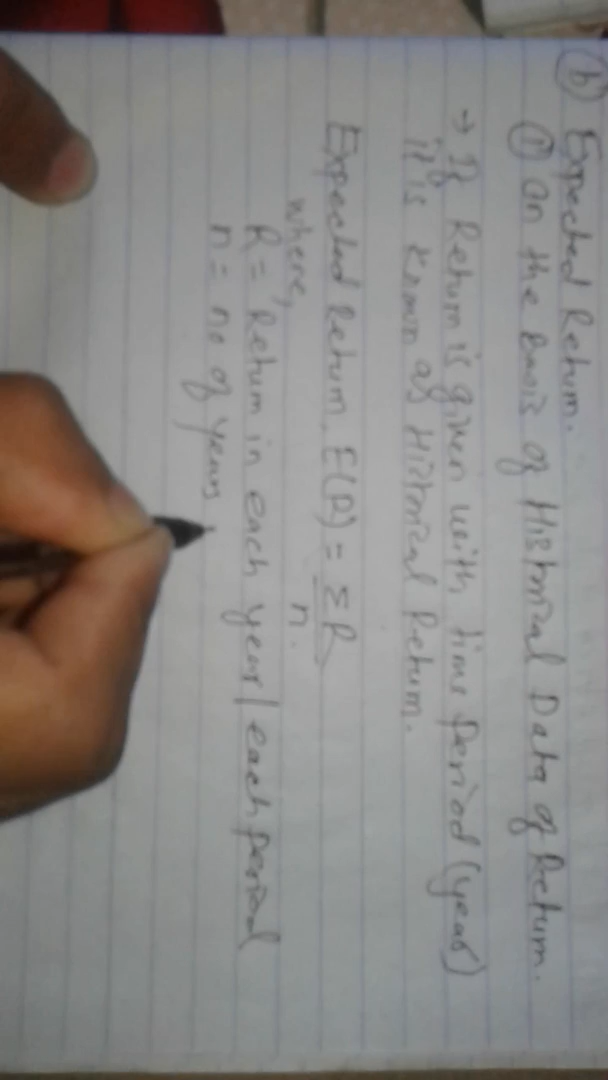 (b) Expected Return.
(1) on the Basis of Historical Data of Return.
→ If Return is given with time Period (year)
it is known as Historical Return.
Expected Return, E(R) = ΣR
n.
where,
R = Return in each year / each period
n = no of years